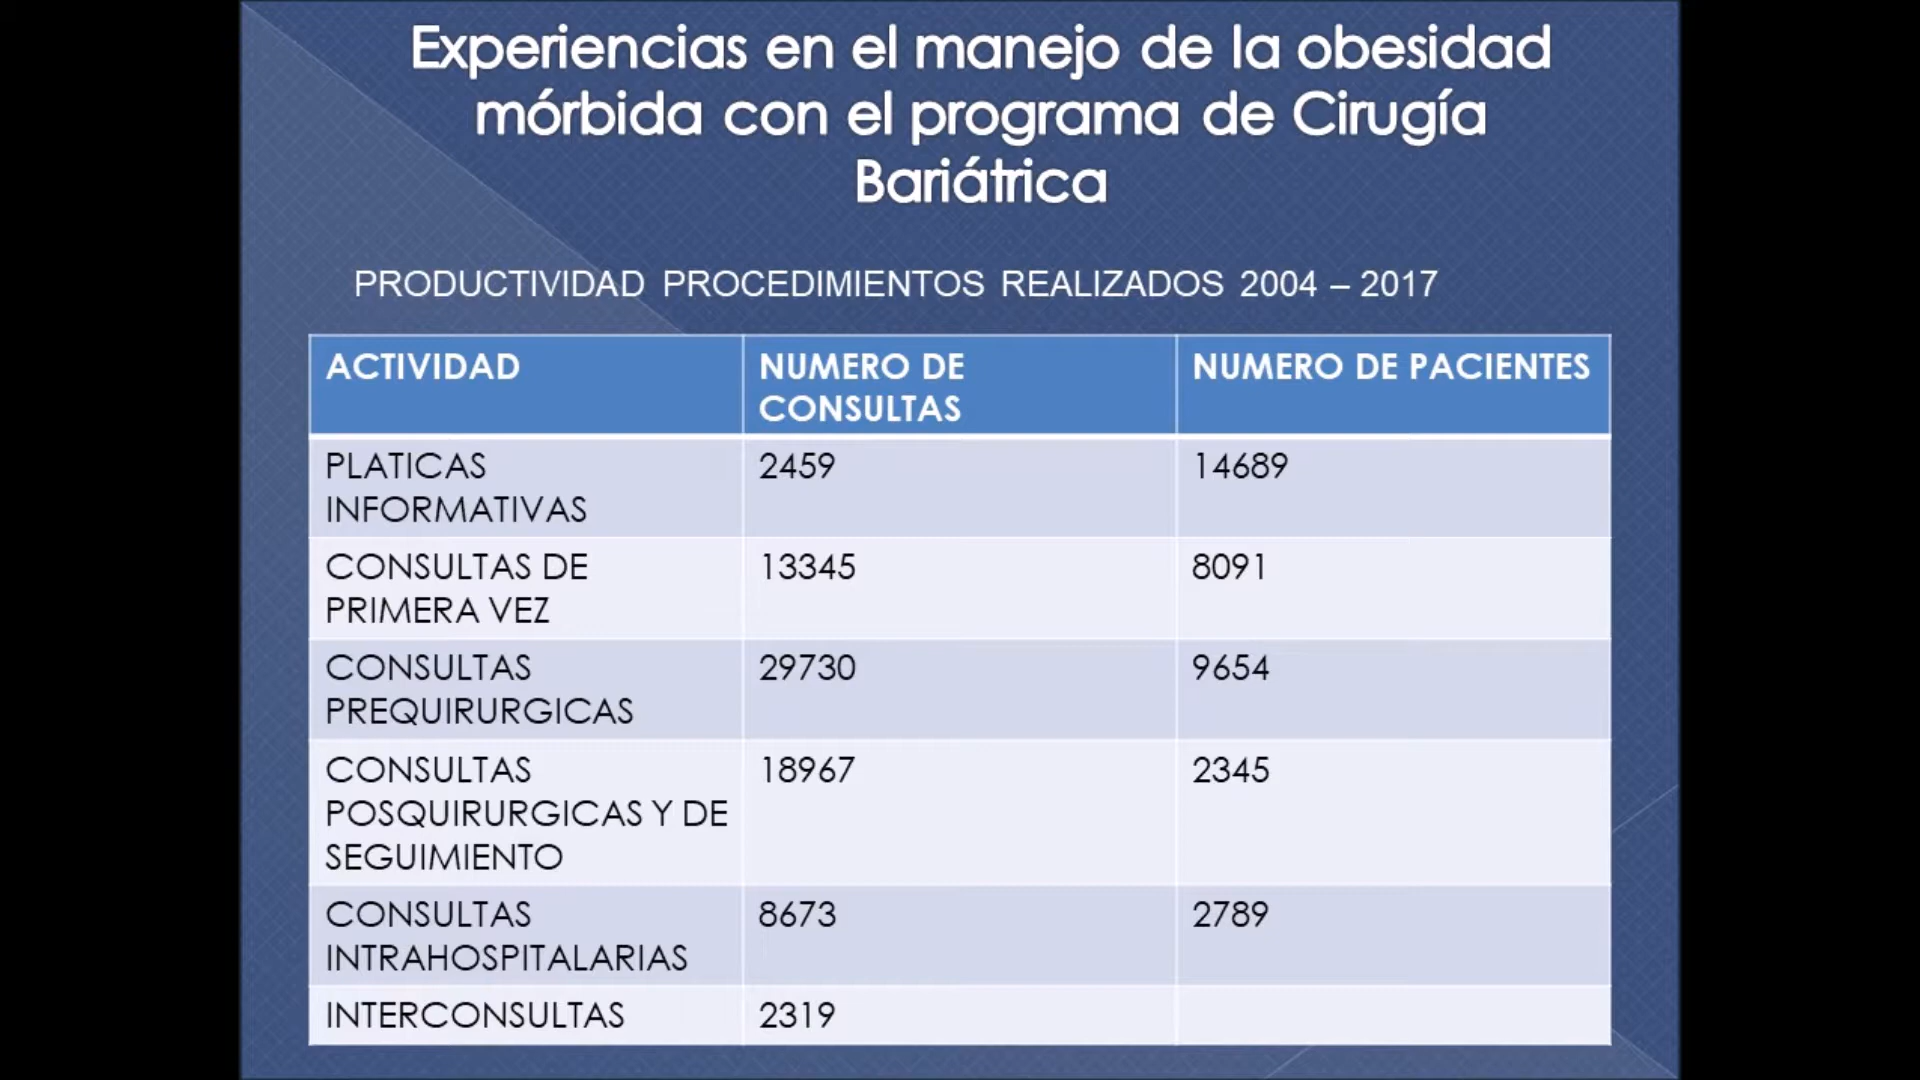 Experiencias en el manejo de la obesidad
mórbida con el programa de Cirugía
Bariátrica
PRODUCTIVIDAD PROCEDIMIENTOS REALIZADOS 2004 – 2017
ACTIVIDAD
NUMERO DE
CONSULTAS
NUMERO DE PACIENTES
PLATICAS
INFORMATIVAS
2459
14689
CONSULTAS DE
PRIMERA VEZ
13345
8091
CONSULTAS
PREQUIRURGICAS
29730
9654
CONSULTAS
POSQUIRURGICAS Y DE
SEGUIMIENTO
18967
2345
CONSULTAS
INTRAHOSPITALARIAS
8673
2789
INTERCONSULTAS
2319